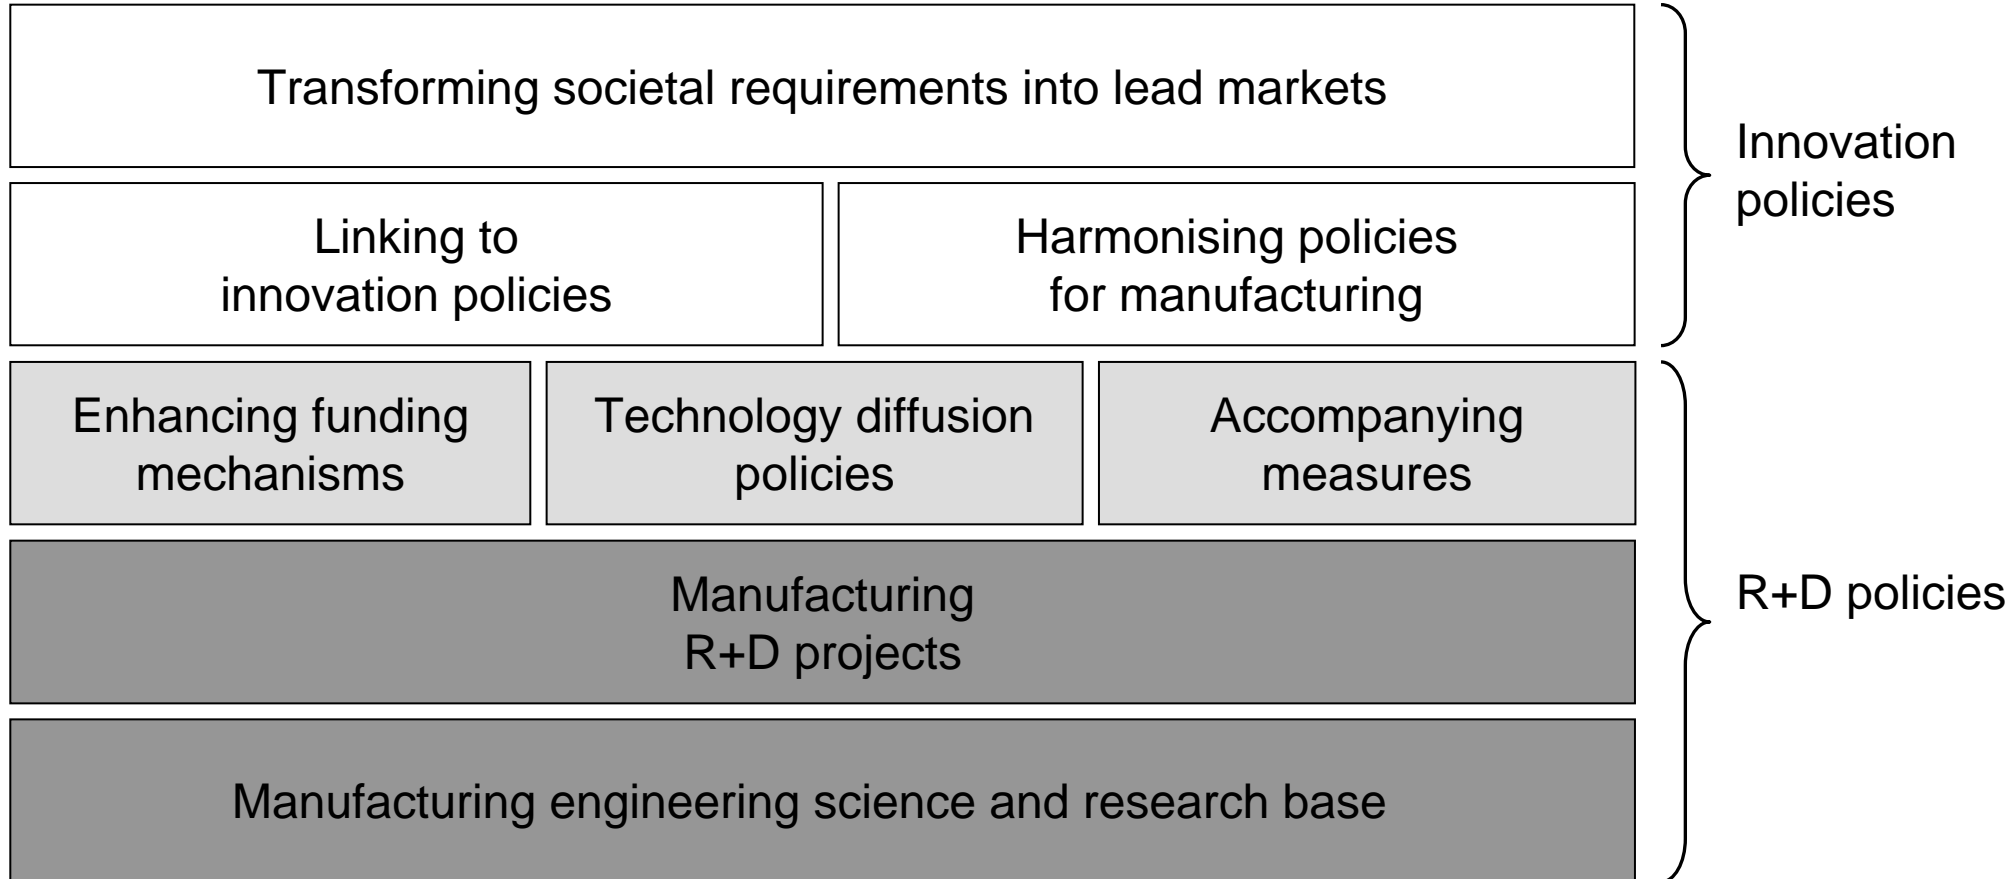 Transforming societal requirements into lead markets
Innovation
policies
Linking to
innovation policies
Harmonising policies
for manufacturing
Enhancing funding
mechanisms
Technology diffusion
policies
Accompanying
measures
Manufacturing
R+D projects
R+D policies
Manufacturing engineering science and research base